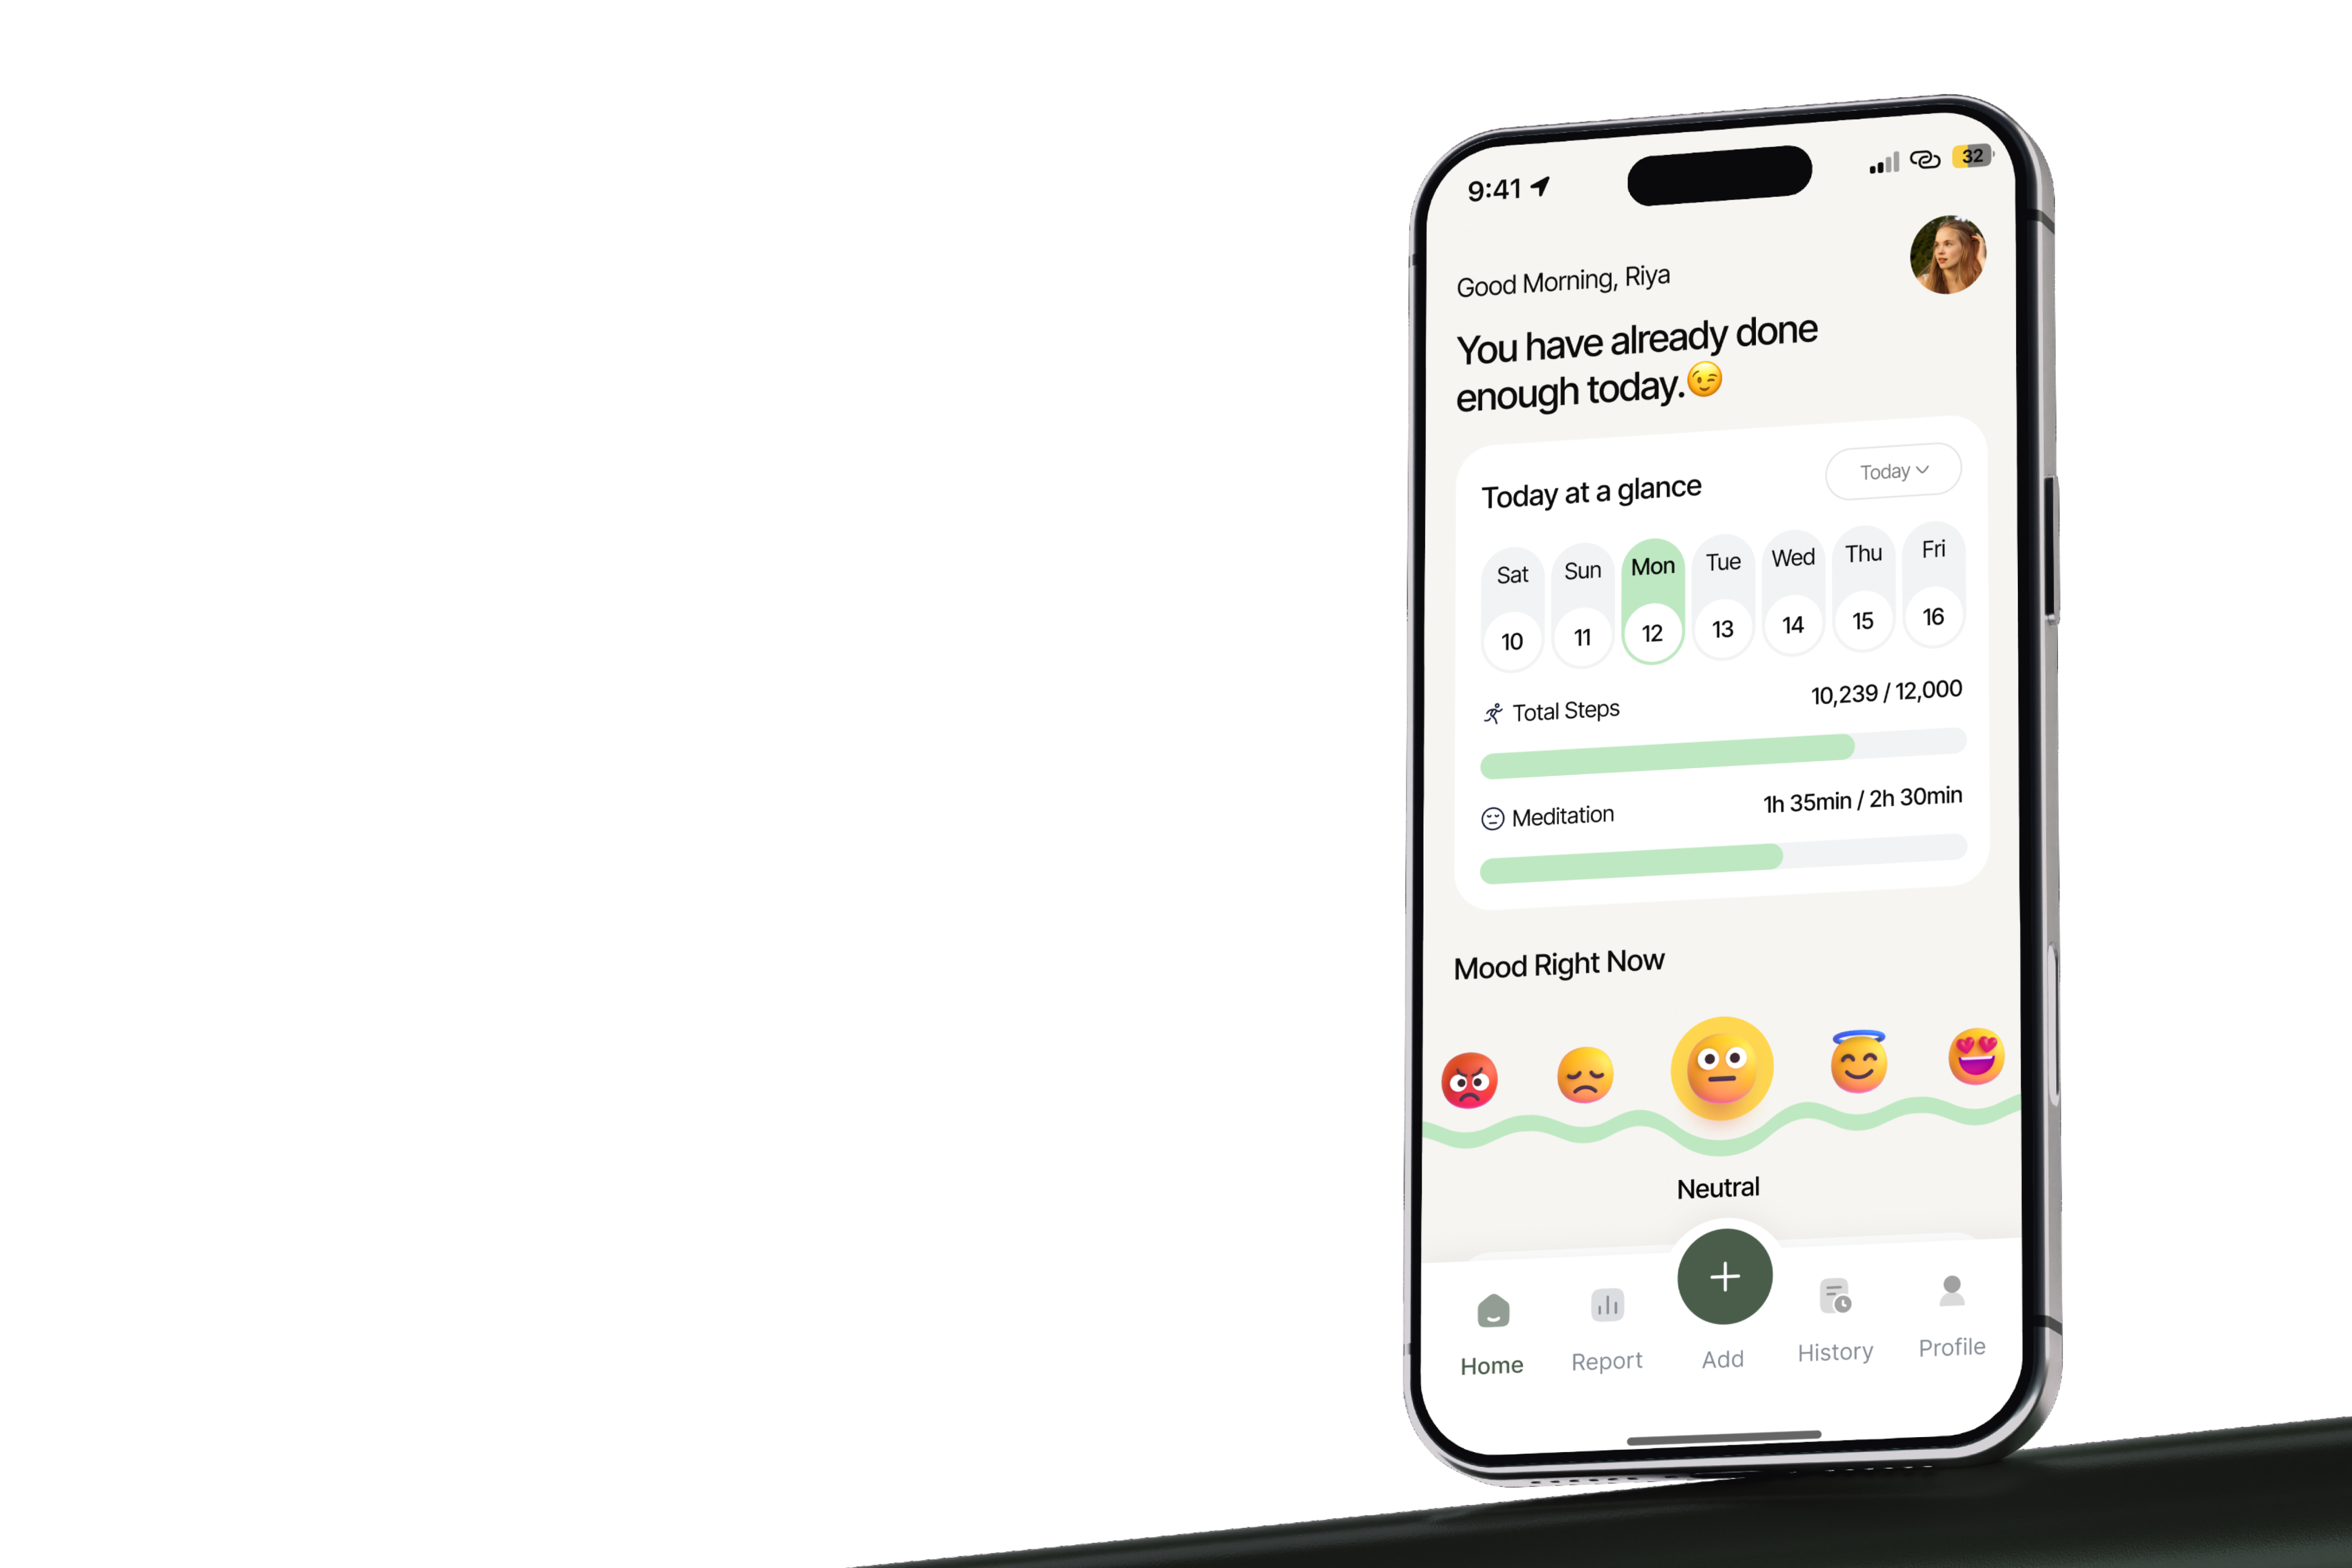 9:41
32
Good Morning, Riya
You have already done
enough today.😉
Today at a glance
Today
Sat Sun Mon Tue Wed Thu Fri
10 11 12 13 14 15 16
Total Steps 10,239 / 12,000
Meditation 1h 35min / 2h 30min
Mood Right Now
Neutral
Home Report Add History Profile